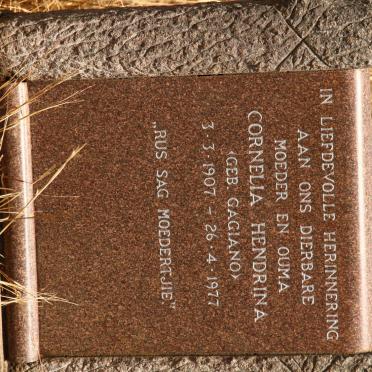 IN LIEFDEVOLLE HERINNERING
AAN ONS DIERBARE
MOEDER EN OUMA
CORNELIA HENDRINA
(GEB. GAGIANO)
3.3.1907 - 26.4.1977
„RUS SAG MOEDERTJIE."